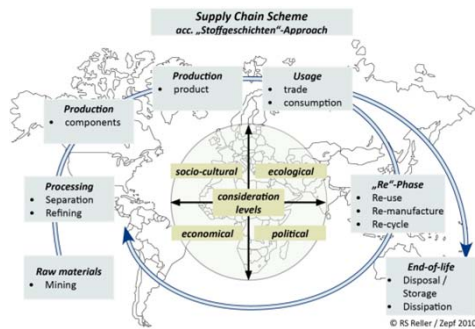 Supply Chain Scheme
acc. „Stoffgeschichten“-Approach
Production
• product
Usage
• trade
• consumption
Production
• components
socio-cultural
ecological
consideration
levels
economical
political
Processing
• Separation
• Refining
„Re“-Phase
• Re-use
• Re-manufacture
• Re-cycle
Raw materials
• Mining
End-of-life
• Disposal /
Storage
• Dissipation
© RS Reller / Zepf 2010